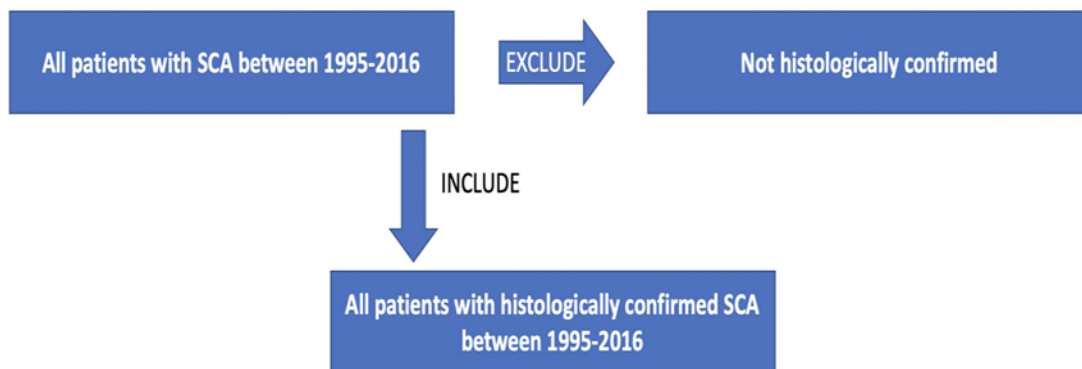 All patients with SCA between 1995-2016
EXCLUDE
Not histologically confirmed
INCLUDE
All patients with histologically confirmed SCA
between 1995-2016